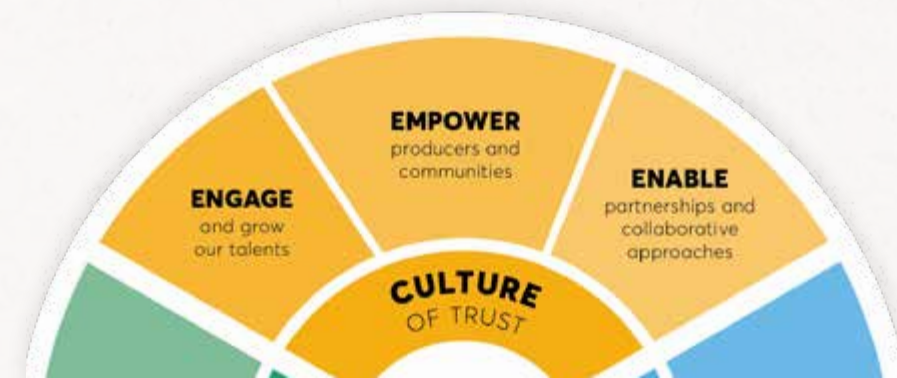 EMPOWER
producers and
communities
ENGAGE
and grow
our talents
ENABLE
partnerships and
collaborative
approaches
CULTURE
OF TRUST